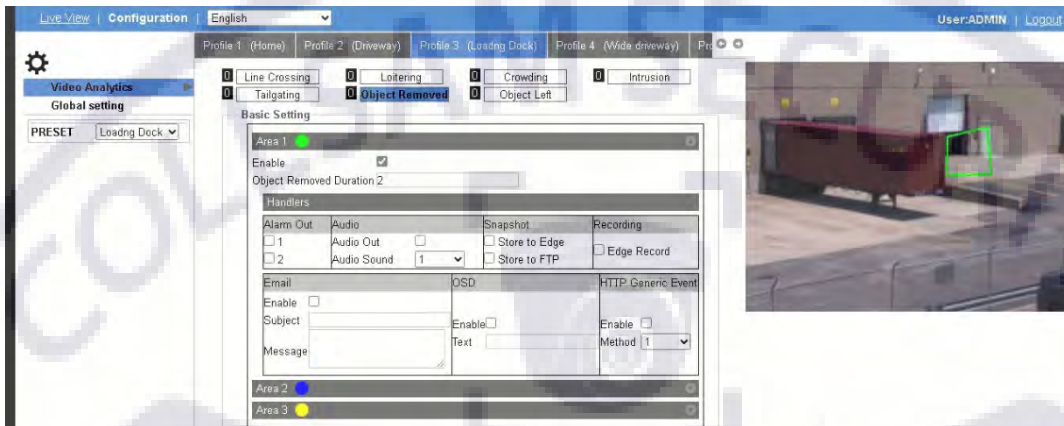 Live View | Configuration | English User:ADMIN | Logout
Profile 1 (Home) Profile 2 (Driveway) Profile 3 (Loadng Dock) Profile 4 (Wide driveway)
Video Analytics
Global setting
PRESET Loadng Dock
0 Line Crossing 0 Loitering 0 Crowding 0 Intrusion
0 Tailgating 0 Object Removed 0 Object Left
Basic Setting
Area 1
Enable
Object Removed Duration 2
Handlers
Alarm Out Audio Snapshot Recording
1 Audio Out Store to Edge Edge Record
2 Audio Sound 1 Store to FTP
Email OSD HTTP Generic Event
Enable
Subject Enable Enable
Message Text Method 1
Area 2
Area 3